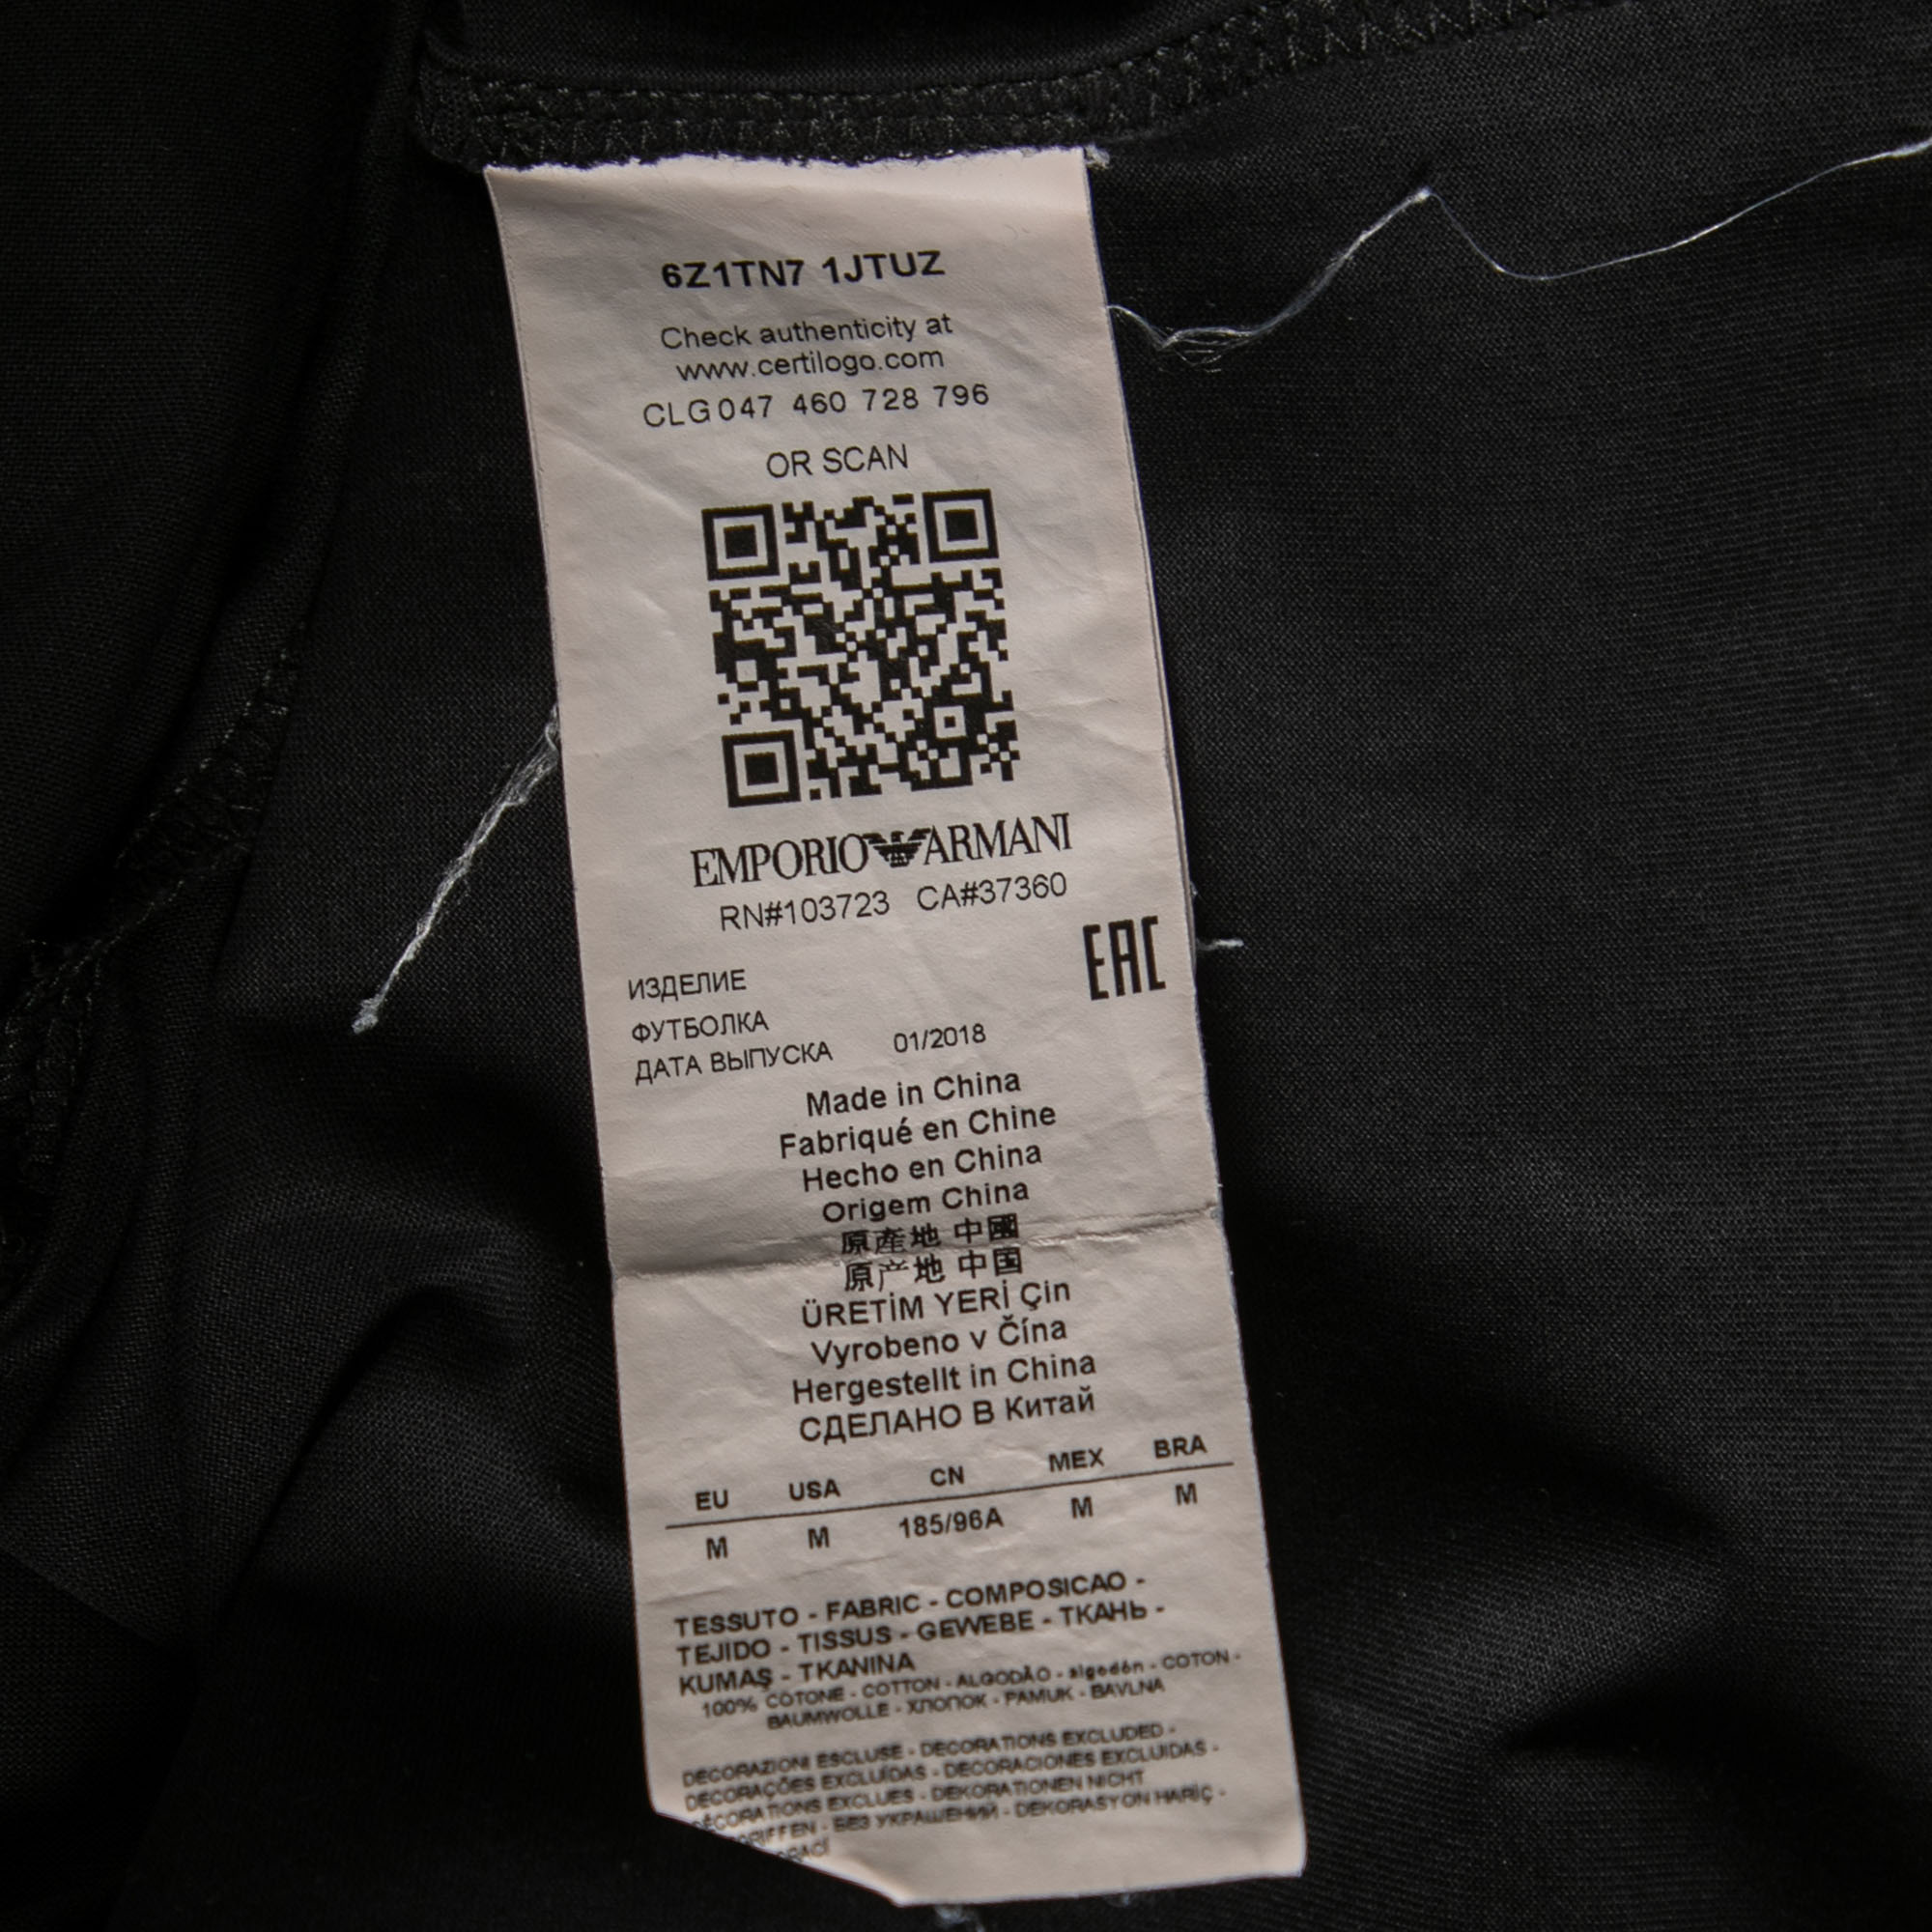 6Z1TN7 1JTUZ
Check authenticity at
www.certilogo.com
CLG047 460 728 796
OR SCAN
EMPORIO ARMANI
RN#103723 CA#37360
EAC
ИЗДЕЛИЕ
ФУТБОЛКА
ДАТА ВЫПУСКА 01/2018
Made in China
Fabriqué en Chine
Hecho en China
Origem China
原產地 中國
原产地 中国
ÜRETİM YERİ Çin
Vyrobeno v Čína
Hergestellt in China
СДЕЛАНО В Китай
EU USA CN MEX BRA
M M 185/96A M M
TESSUTO - FABRIC - COMPOSICAO -
TEJIDO - TISSUS - GEWEBE - ТКАНЬ -
KUMAŞ - TKANINA
100% COTONE - COTTON - ALGODÃO - algodón - COTON -
BAUMWOLLE - ХЛОПОК - PAMUK - BAVLNA
DECORAZIONI ESCLUSE - DECORATIONS EXCLUDED -
DECORAÇÕES EXCLUÍDAS - DECORACIONES EXCLUIDAS -
DÉCORATIONS EXCLUES - DEKORATIONEN NICHT
- БЕЗ УКРАШЕНИЙ - DEKORASYON HARİÇ -